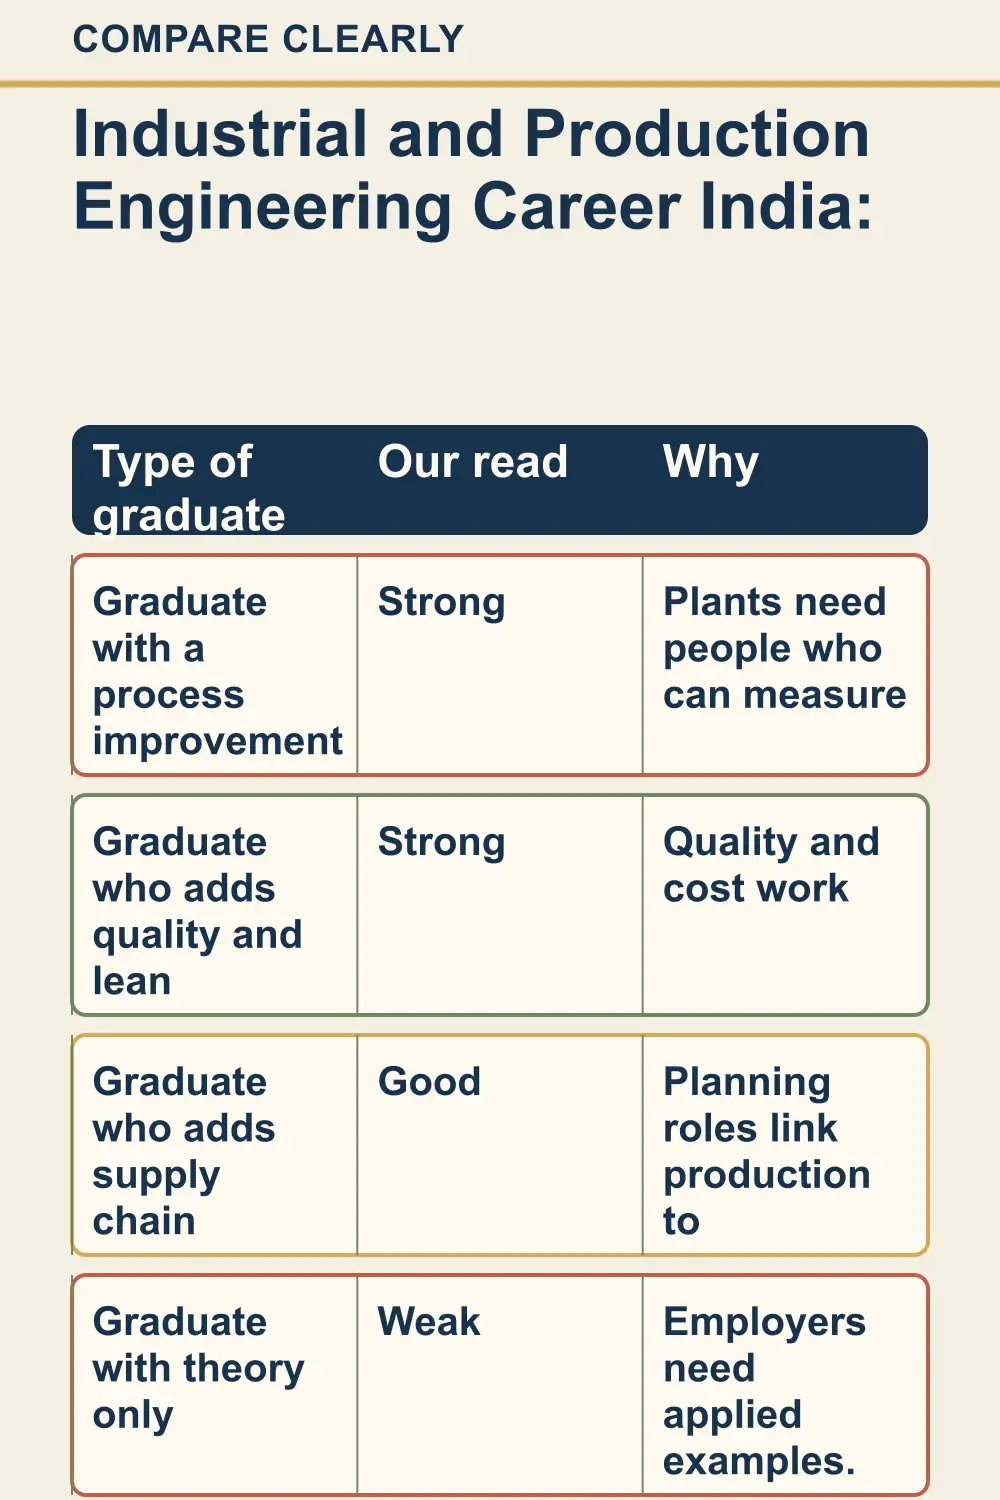 COMPARE CLEARLY
Industrial and Production
Engineering Career India:
Type of
graduate
Our read
Why
Graduate
with a
process
improvement
Strong
Plants need
people who
can measure
Graduate
who adds
quality and
lean
Strong
Quality and
cost work
Graduate
who adds
supply
chain
Good
Planning
roles link
production
to
Graduate
with theory
only
Weak
Employers
need
applied
examples.